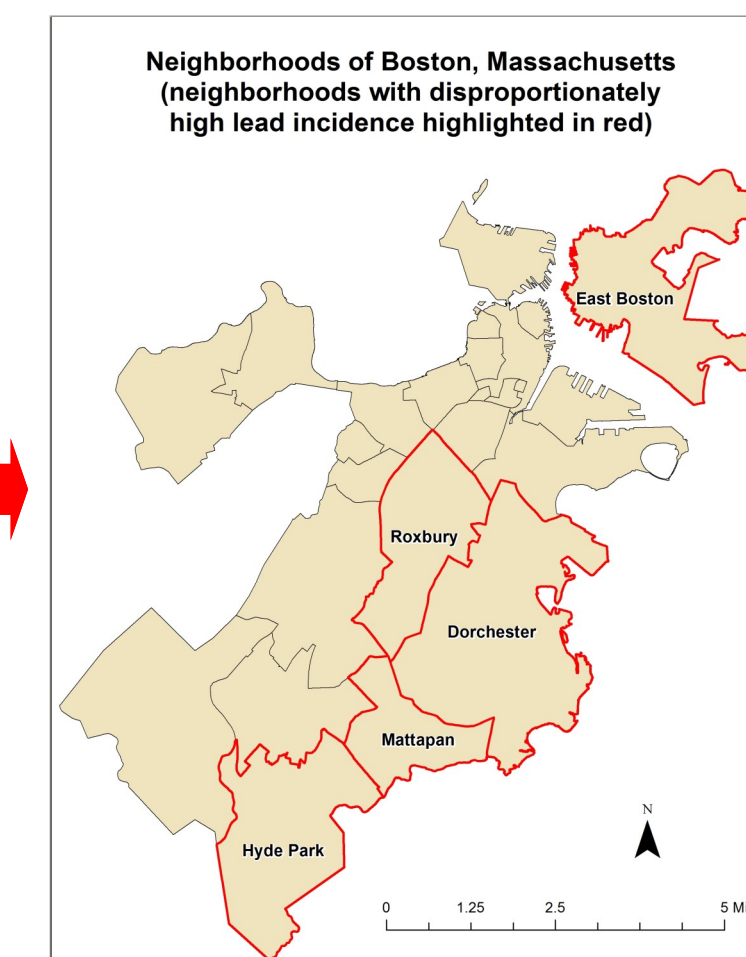 Neighborhoods of Boston, Massachusetts
(neighborhoods with disproportionately
high lead incidence highlighted in red)
East Boston
Roxbury
Dorchester
Mattapan
Hyde Park
N
0 1.25 2.5 5 Mi